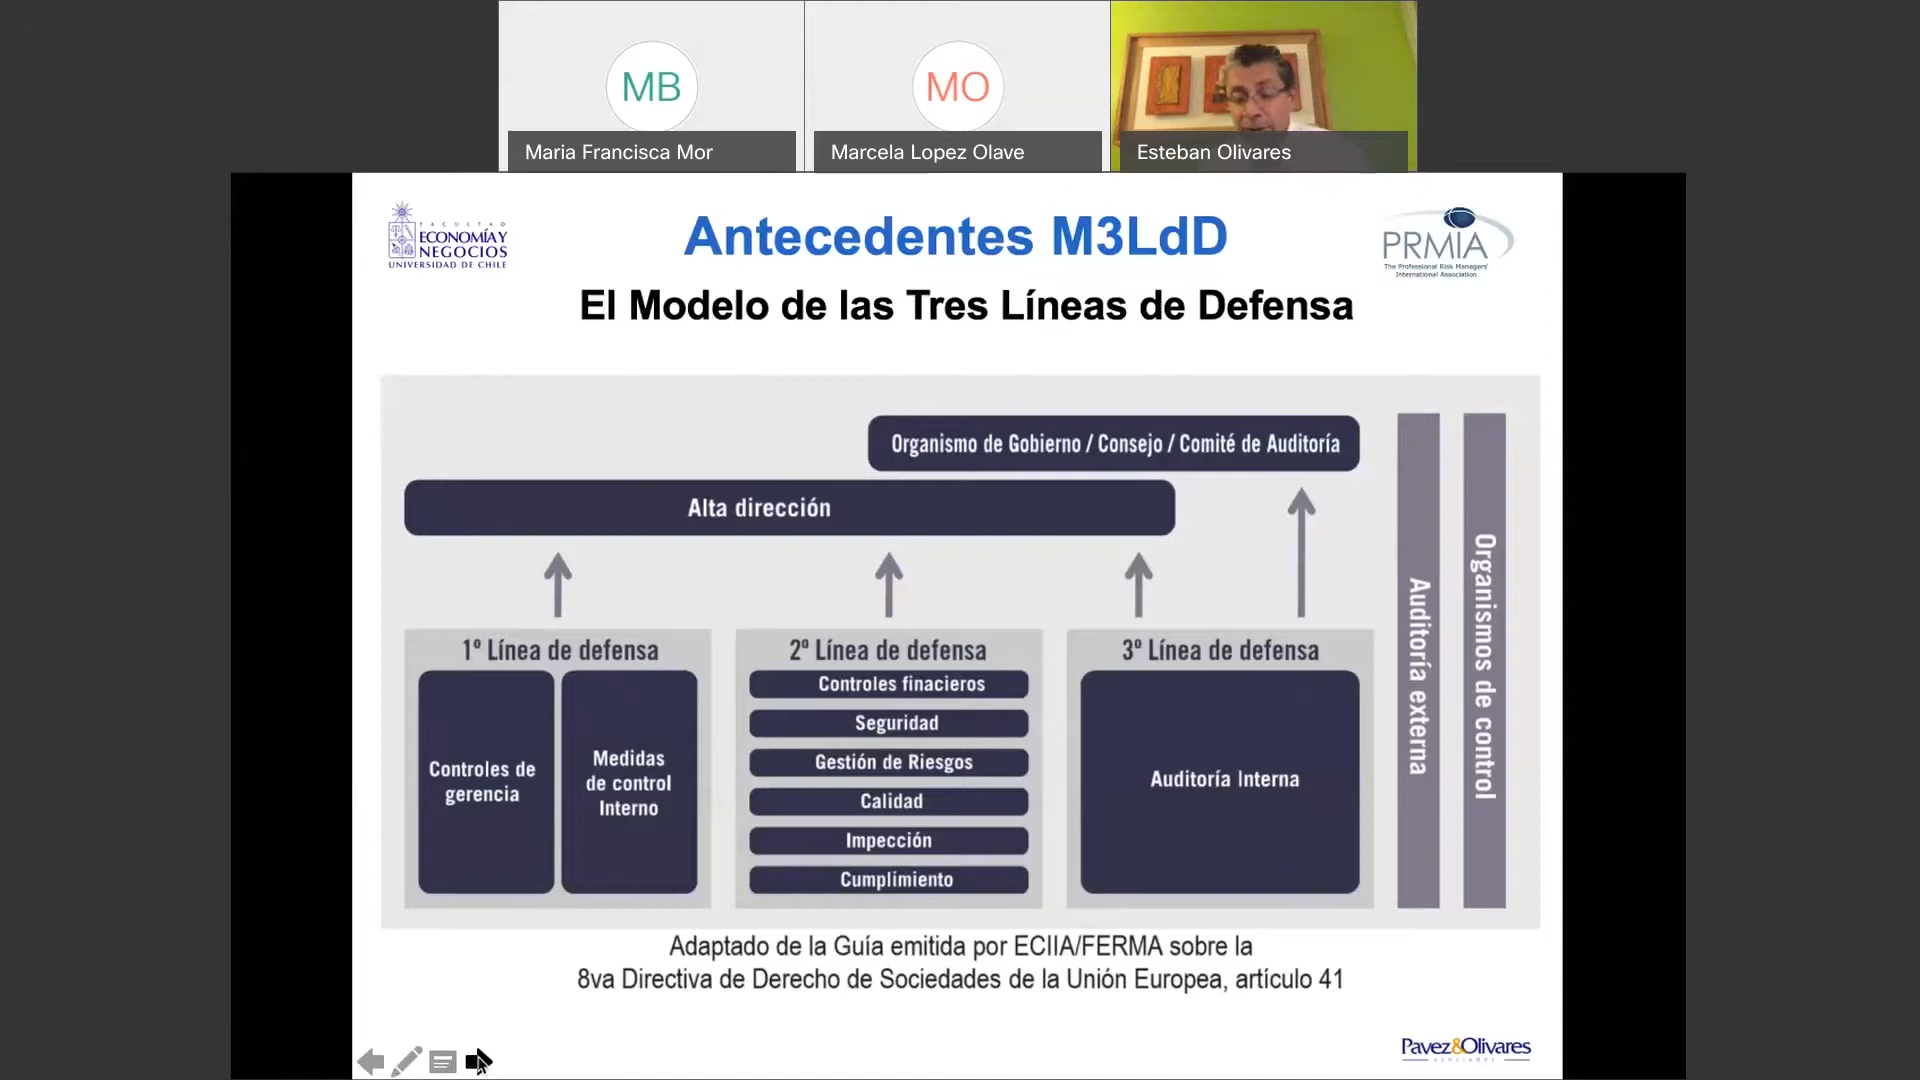 MB
MO
Maria Francisca Mor
Marcela Lopez Olave
Esteban Olivares
FACULTAD
ECONOMÍA Y
NEGOCIOS
UNIVERSIDAD DE CHILE
Antecedentes M3LdD
PRMIA
The Professional Risk Managers'
International Association
El Modelo de las Tres Líneas de Defensa
Organismo de Gobierno / Consejo / Comité de Auditoría
Alta dirección
1º Línea de defensa
Controles de
gerencia
Medidas
de control
Interno
2º Línea de defensa
Controles finacieros
Seguridad
Gestión de Riesgos
Calidad
Impección
Cumplimiento
3º Línea de defensa
Auditoría Interna
Auditoría externa
Organismos de control
Adaptado de la Guía emitida por ECIIA/FERMA sobre la
8va Directiva de Derecho de Sociedades de la Unión Europea, artículo 41
Pavez&Olivares